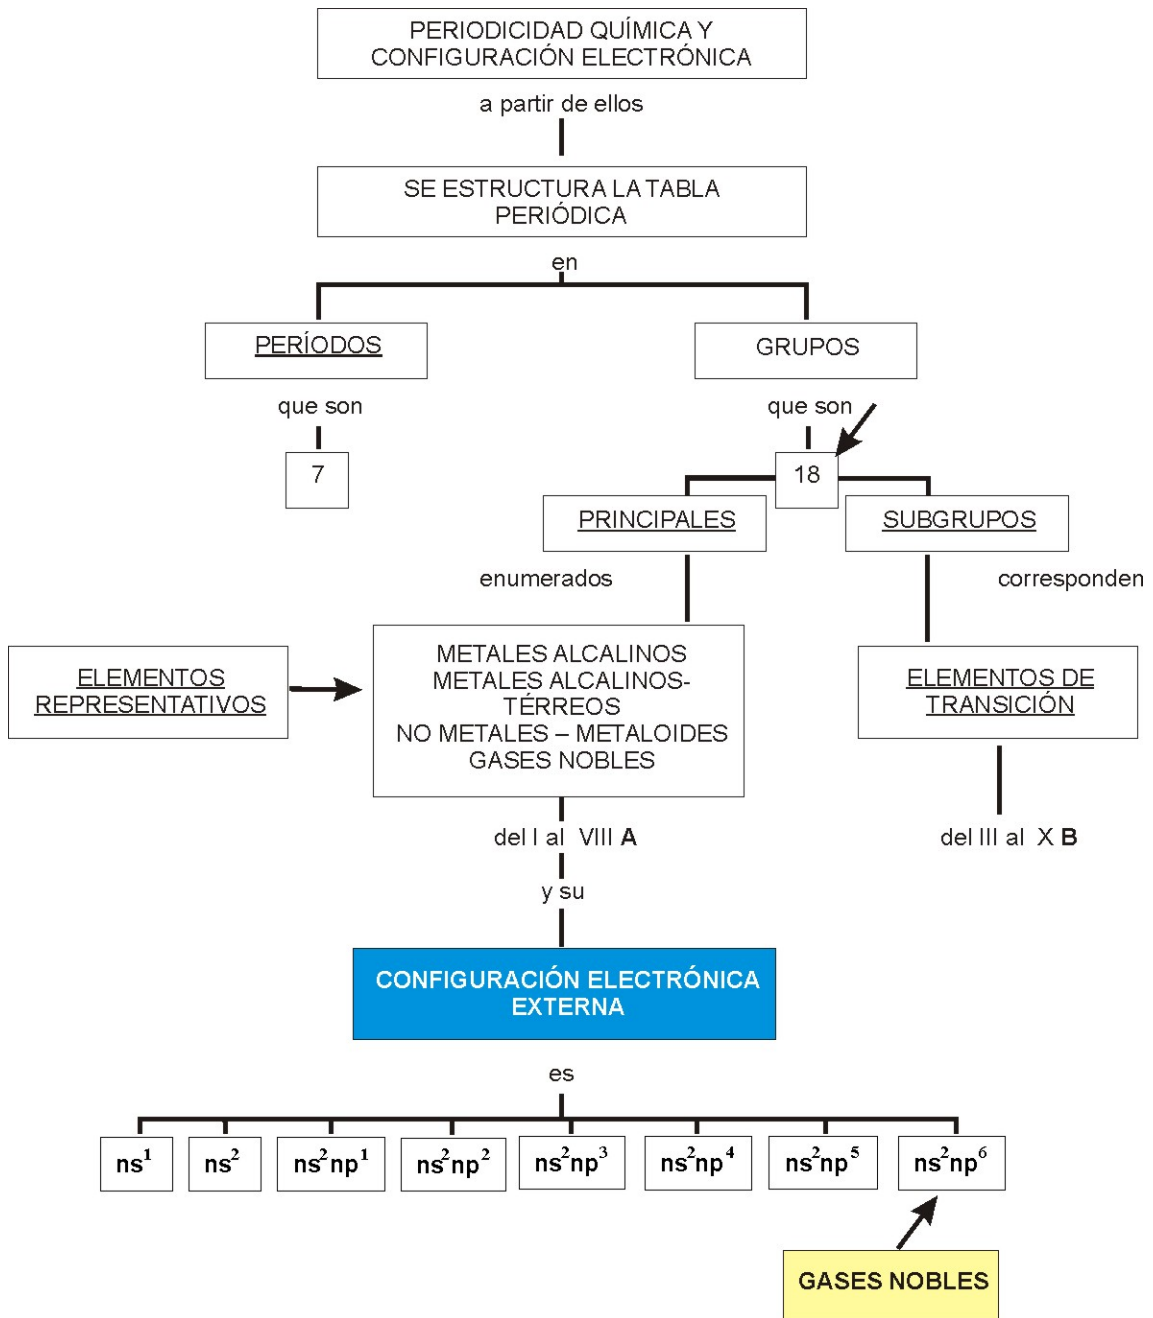 PERIODICIDAD QUÍMICA Y
CONFIGURACIÓN ELECTRÓNICA
a partir de ellos
SE ESTRUCTURA LA TABLA
PERIÓDICA
en
PERÍODOS
GRUPOS
que son
que son
7
18
PRINCIPALES
SUBGRUPOS
enumerados
corresponden
ELEMENTOS
REPRESENTATIVOS
METALES ALCALINOS
METALES ALCALINOS-
TÉRREOS
NO METALES – METALOIDES
GASES NOBLES
ELEMENTOS DE
TRANSICIÓN
del I al VIII A
del III al X B
y su
CONFIGURACIÓN ELECTRÓNICA
EXTERNA
es
ns¹
ns²
ns²np¹
ns²np²
ns²np³
ns²np⁴
ns²np⁵
ns²np⁶
GASES NOBLES